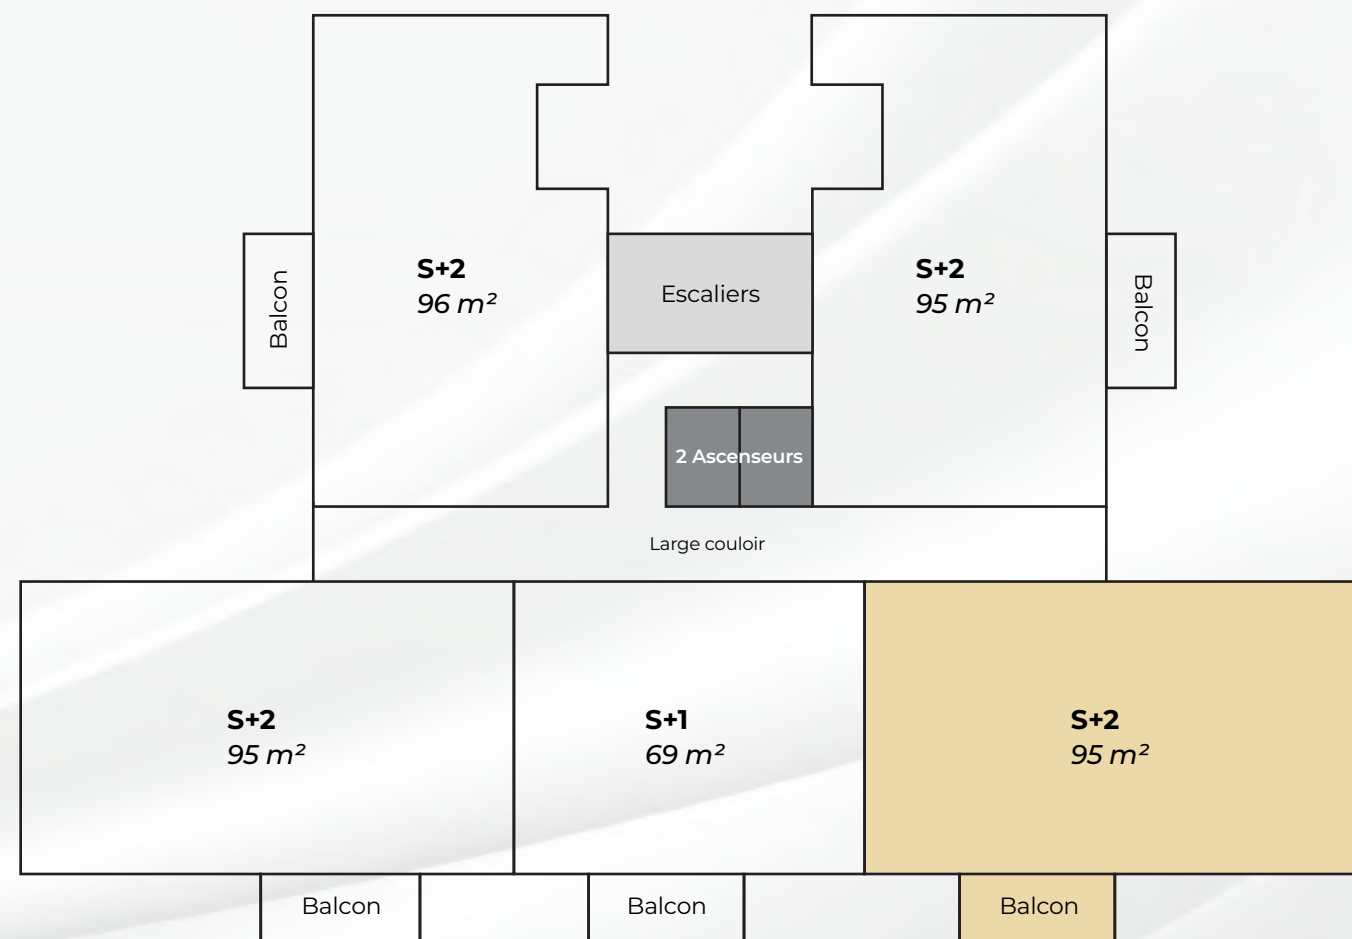 S+2
96 m²
Balcon
Escaliers
S+2
95 m²
Balcon
2 Ascenseurs
Large couloir
S+2
95 m²
S+1
69 m²
S+2
95 m²
Balcon
Balcon
Balcon